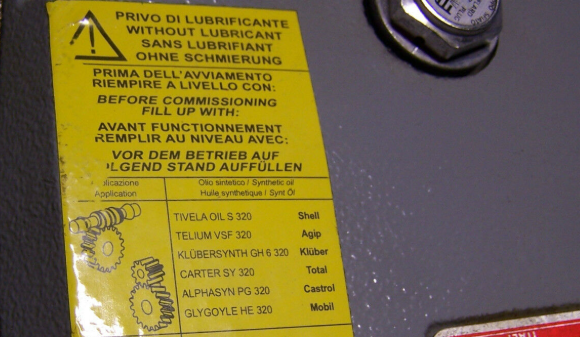 PRIVO DI LUBRIFICANTE
WITHOUT LUBRICANT
SANS LUBRIFIANT
OHNE SCHMIERUNG
PRIMA DELL'AVVIAMENTO
RIEMPIRE A LIVELLO CON:
BEFORE COMMISSIONING
FILL UP WITH:
AVANT FUNCTIONNEMENT
REMPLIR AU NIVEAU AVEC:
VOR DEM BETRIEB AUF
OLGEND STAND AUFFÜLLEN
plicazione Olio sintetico / Synthetic oil
Application Huile synthetique / Synt Öl
TIVELA OIL S 320 Shell
TELIUM VSF 320 Agip
KLÜBERSYNTH GH 6 320 Klüber
CARTER SY 320 Total
ALPHASYN PG 320 Castrol
GLYGOYLE HE 320 Mobil